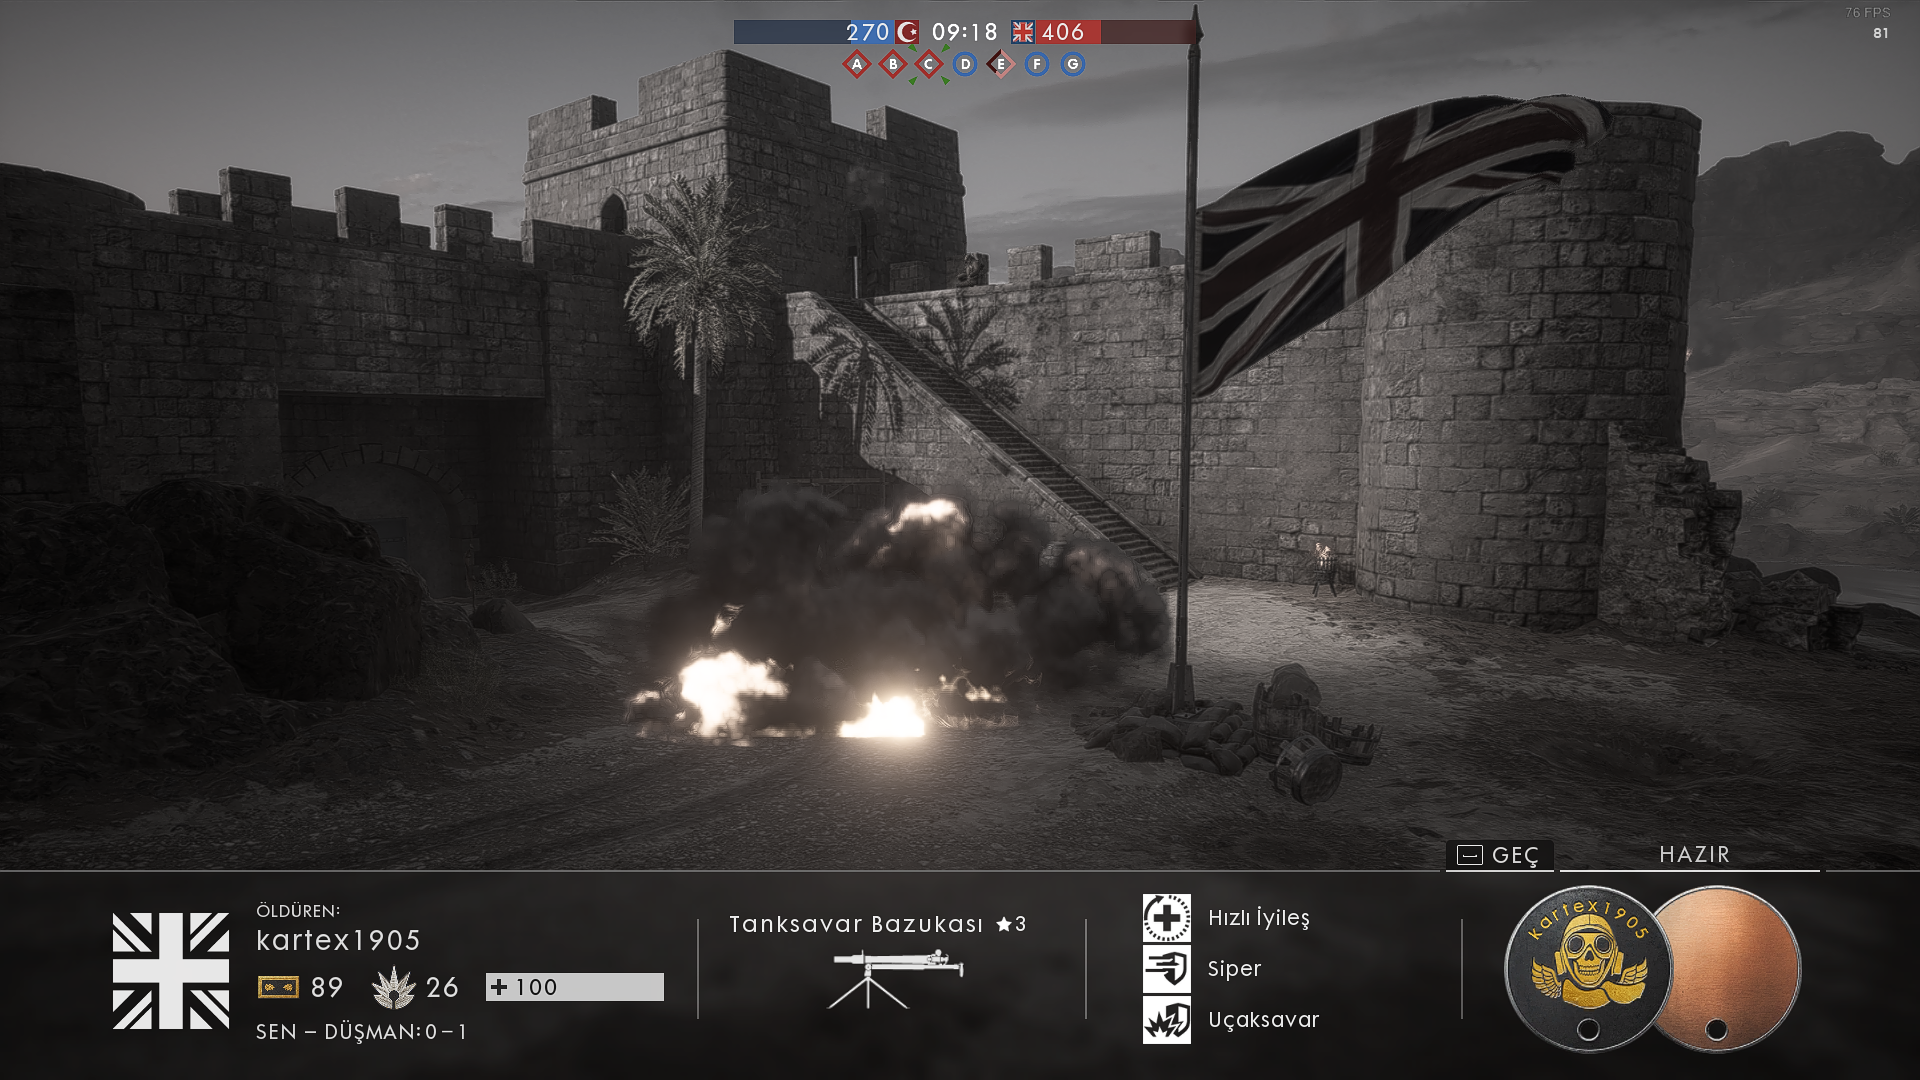 76 FPS
81
270 09:18 406
A B C D E F G
GEÇ
HAZIR
ÖLDÜREN:
kartex1905
89 26 100
SEN – DÜŞMAN: 0 – 1
Tanksavar Bazukası ★3
Hızlı İyileş
Siper
Uçaksavar
kartex1905